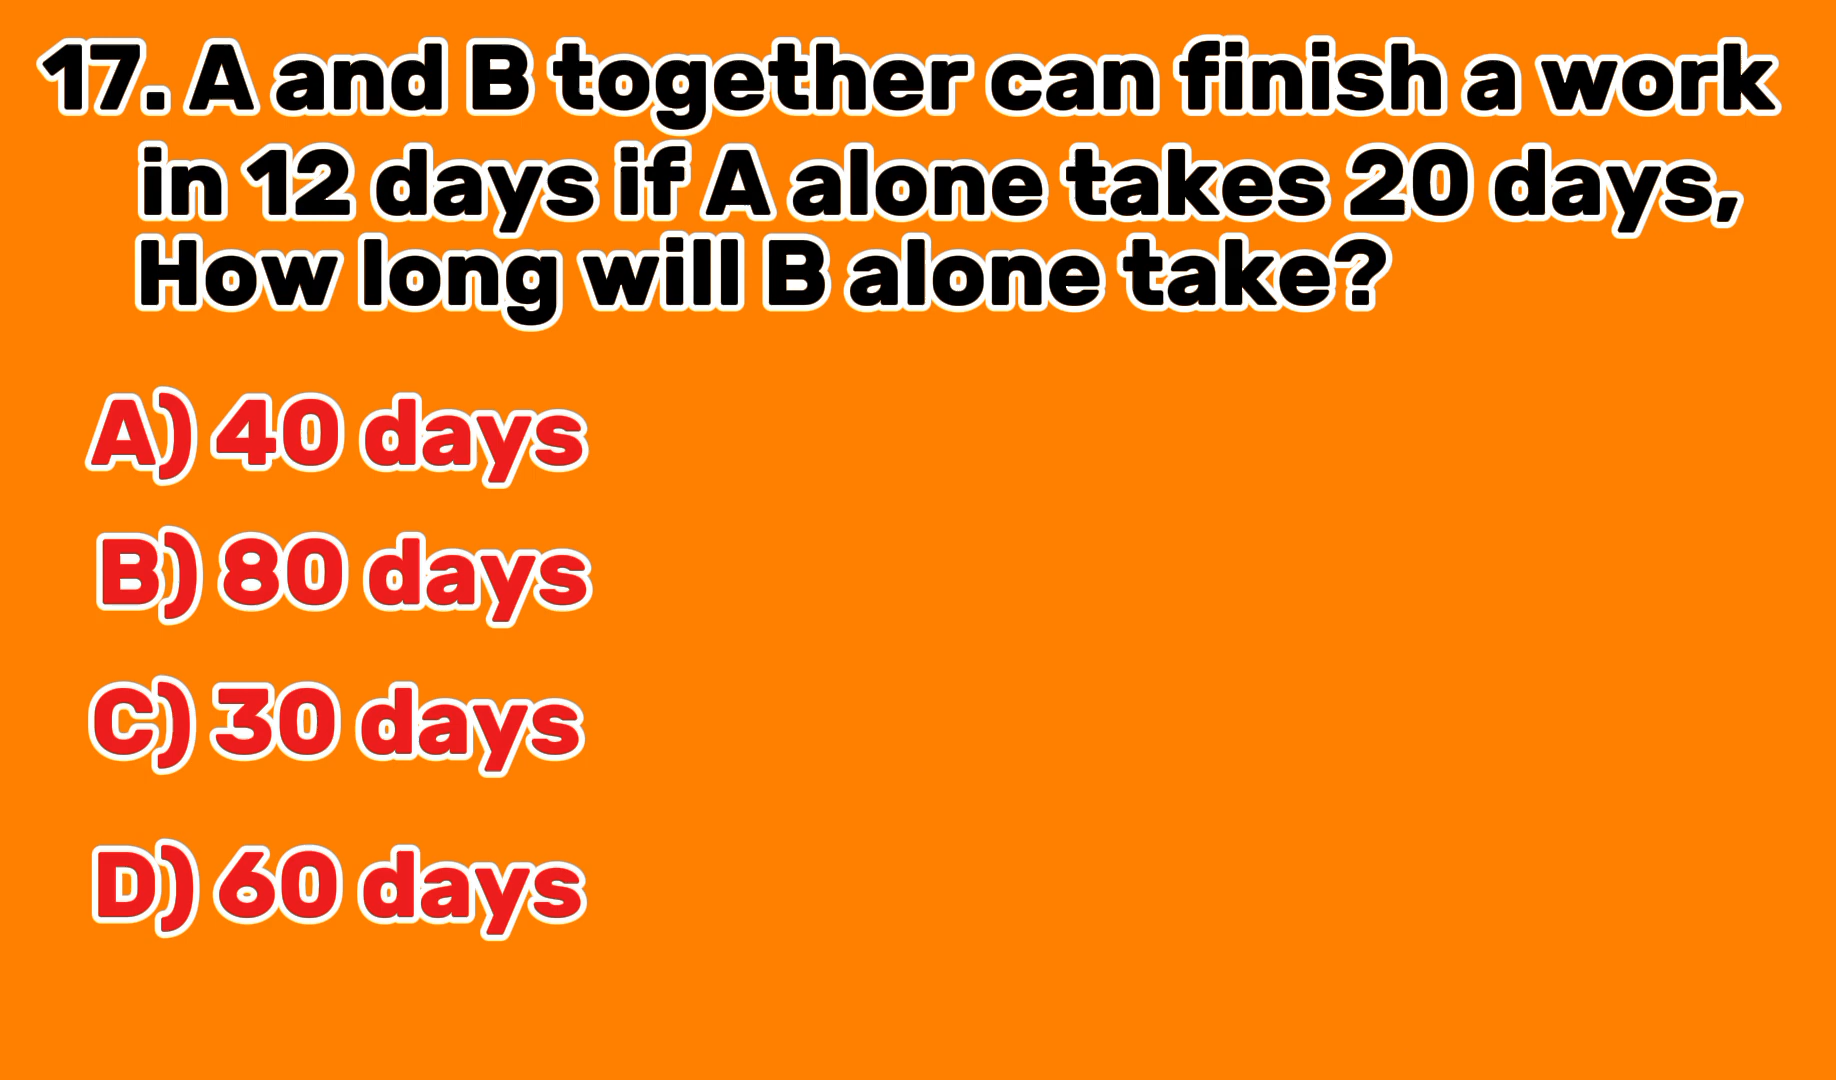 17. A and B together can finish a work
in 12 days if A alone takes 20 days,
How long will B alone take?
A) 40 days
B) 80 days
C) 30 days
D) 60 days